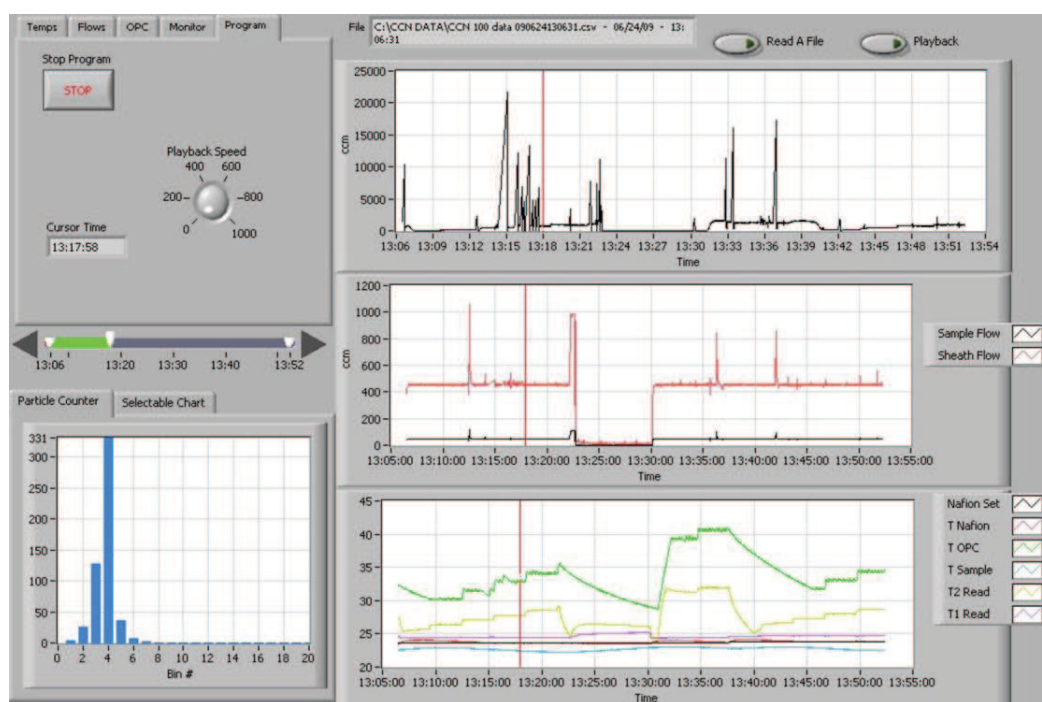 Temps Flows OPC Monitor Program
Stop Program
STOP
Playback Speed
400 600
200 800
0 1000
Cursor Time
13:17:58
13:06 13:20 13:30 13:40 13:52
Particle Counter Selectable Chart
331
300
250
200
150
100
50
0
0 2 4 6 8 10 12 14 16 18 20
Bin #
File C:\CCN DATA\CCN 100 data 090624130631.csv - 06/24/09 - 13:
06:31
Read A File Playback
25000
20000
15000
10000
5000
0
ccm
13:06 13:09 13:12 13:15 13:18 13:21 13:24 13:27 13:30 13:33 13:36 13:39 13:42 13:45 13:48 13:51 13:54
Time
1200
1000
800
600
400
200
0
ccm
13:05:00 13:10:00 13:15:00 13:20:00 13:25:00 13:30:00 13:35:00 13:40:00 13:45:00 13:50:00 13:55:00
Time
Sample Flow
Sheath Flow
45
40
35
30
25
20
13:05:00 13:10:00 13:15:00 13:20:00 13:25:00 13:30:00 13:35:00 13:40:00 13:45:00 13:50:00 13:55:00
Time
Nafion Set
T Nafion
T OPC
T Sample
T2 Read
T1 Read